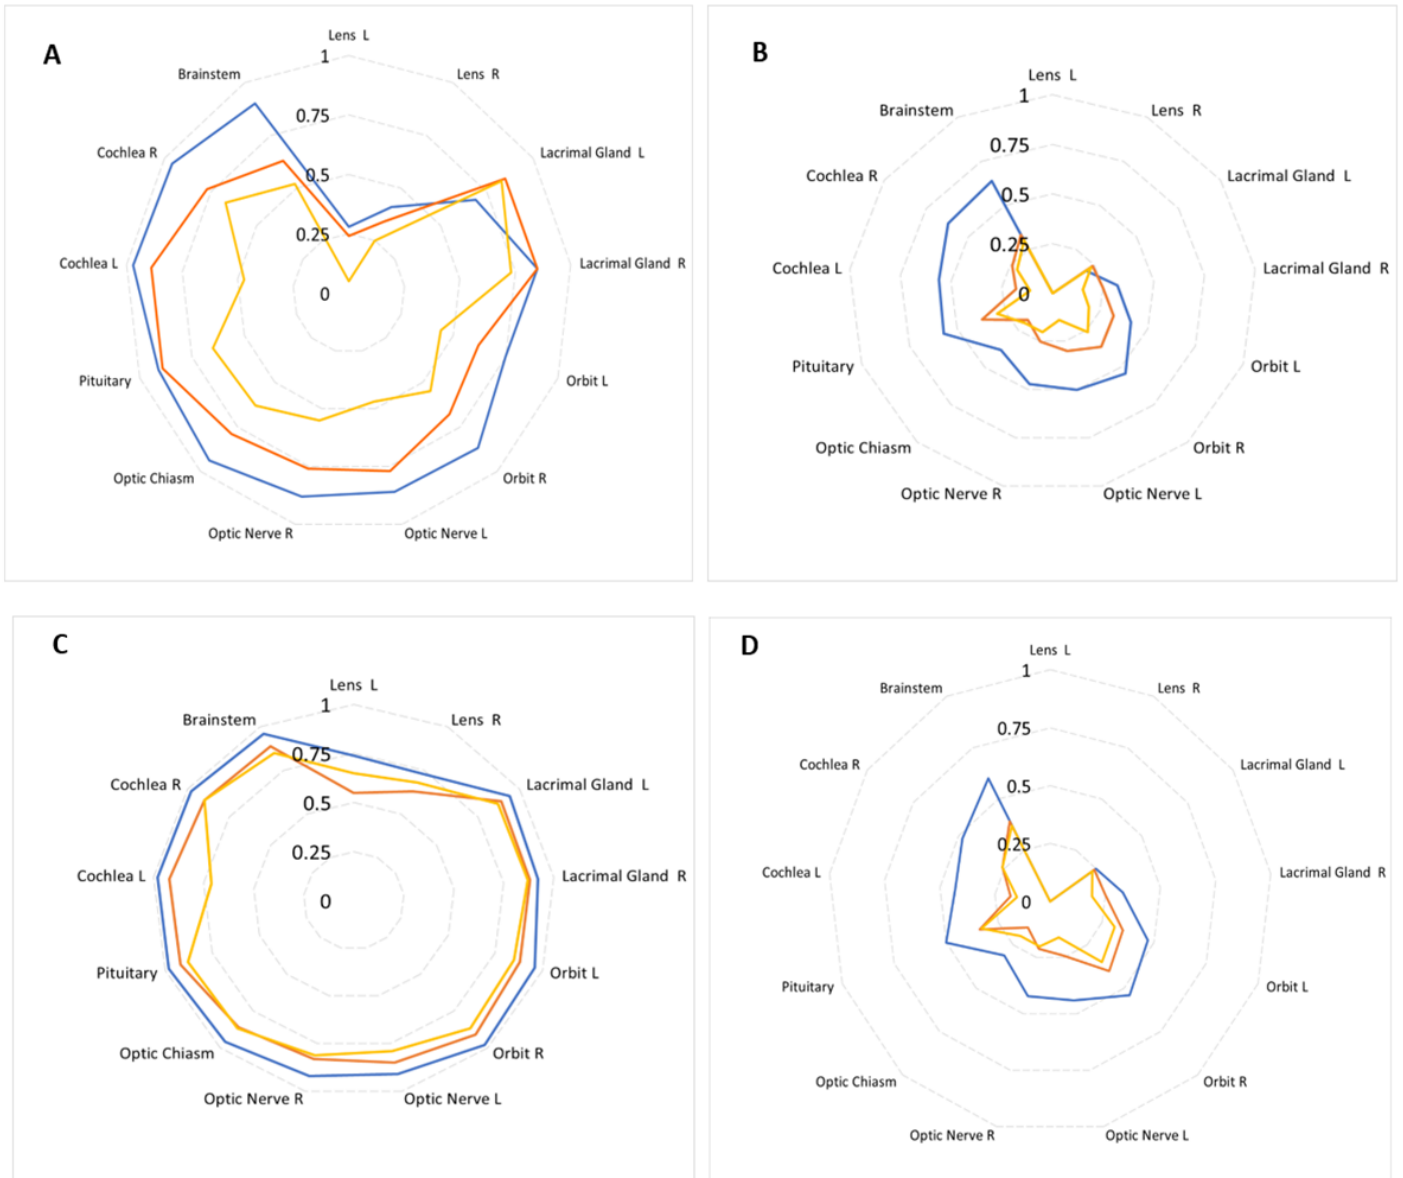 A
Lens L
1
Brainstem
Lens R
0.75
Cochlea R
Lacrimal Gland L
0.5
0.25
Cochlea L
Lacrimal Gland R
0
Pituitary
Orbit L
Optic Chiasm
Orbit R
Optic Nerve R
Optic Nerve L
B
Lens L
1
Brainstem
Lens R
0.75
Cochlea R
Lacrimal Gland L
0.5
0.25
Cochlea L
Lacrimal Gland R
0
Pituitary
Orbit L
Optic Chiasm
Orbit R
Optic Nerve R
Optic Nerve L
C
Lens L
1
Brainstem
Lens R
0.75
Cochlea R
Lacrimal Gland L
0.5
0.25
Cochlea L
Lacrimal Gland R
0
Pituitary
Orbit L
Optic Chiasm
Orbit R
Optic Nerve R
Optic Nerve L
D
Lens L
1
Brainstem
Lens R
0.75
Cochlea R
Lacrimal Gland L
0.5
0.25
Cochlea L
Lacrimal Gland R
0
Pituitary
Orbit L
Optic Chiasm
Orbit R
Optic Nerve R
Optic Nerve L